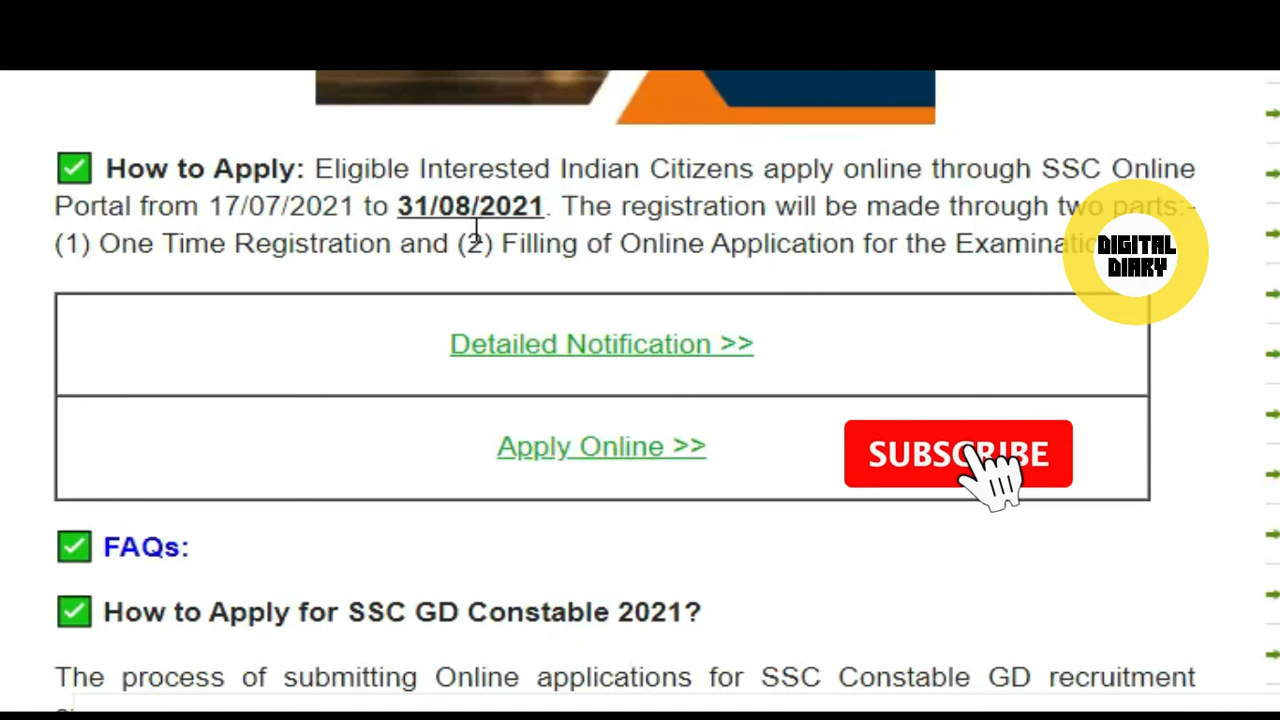 How to Apply: Eligible Interested Indian Citizens apply online through SSC Online
Portal from 17/07/2021 to 31/08/2021. The registration will be made through two parts:-
(1) One Time Registration and (2) Filling of Online Application for the
DIGITAL
DIARY
Detailed Notification >>
Apply Online >>
SUBSCRIBE
FAQs:
How to Apply for SSC GD Constable 2021?
The process of submitting Online applications for SSC Constable GD recruitment